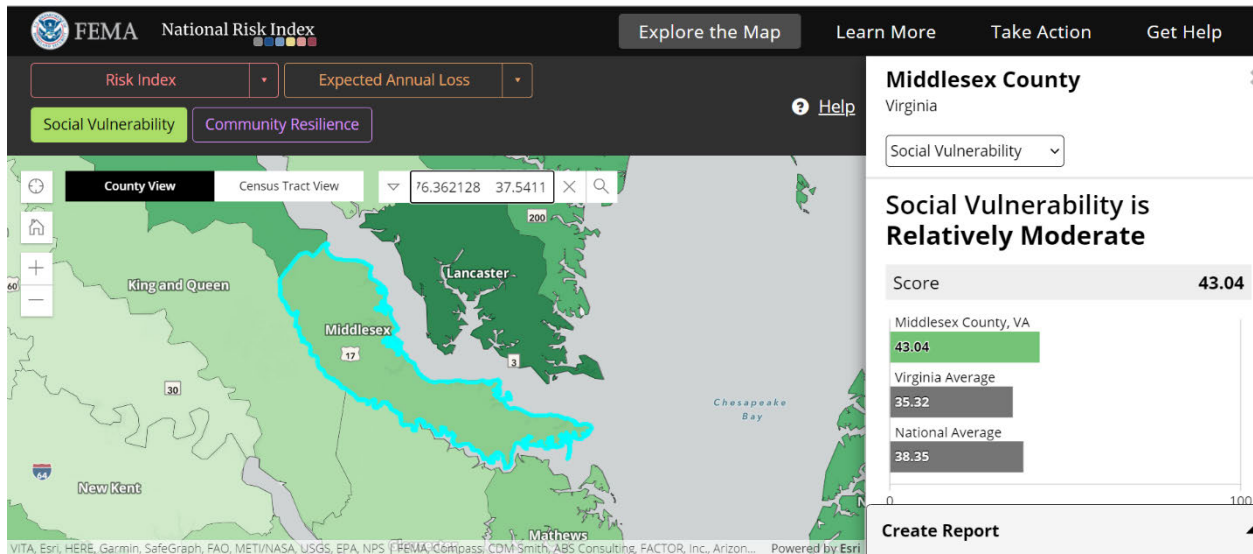 FEMA National Risk Index
Explore the Map Learn More Take Action Get Help
Risk Index
Expected Annual Loss
Social Vulnerability
Community Resilience
? Help
County View
Census Tract View
76.362128 37.5411
+
−
200
60
King and Queen
Lancaster
Middlesex
17
3
30
Chesapeake
Bay
64
New Kent
Mathews
VITA, Esri, HERE, Garmin, SafeGraph, FAO, METI/NASA, USGS, EPA, NPS | FEMA, Compass, CDM Smith, ABS Consulting, FACTOR, Inc., Arizon... Powered by Esri
Middlesex County
Virginia
Social Vulnerability
Social Vulnerability is
Relatively Moderate
Score 43.04
Middlesex County, VA
43.04
Virginia Average
35.32
National Average
38.35
0 100
Create Report